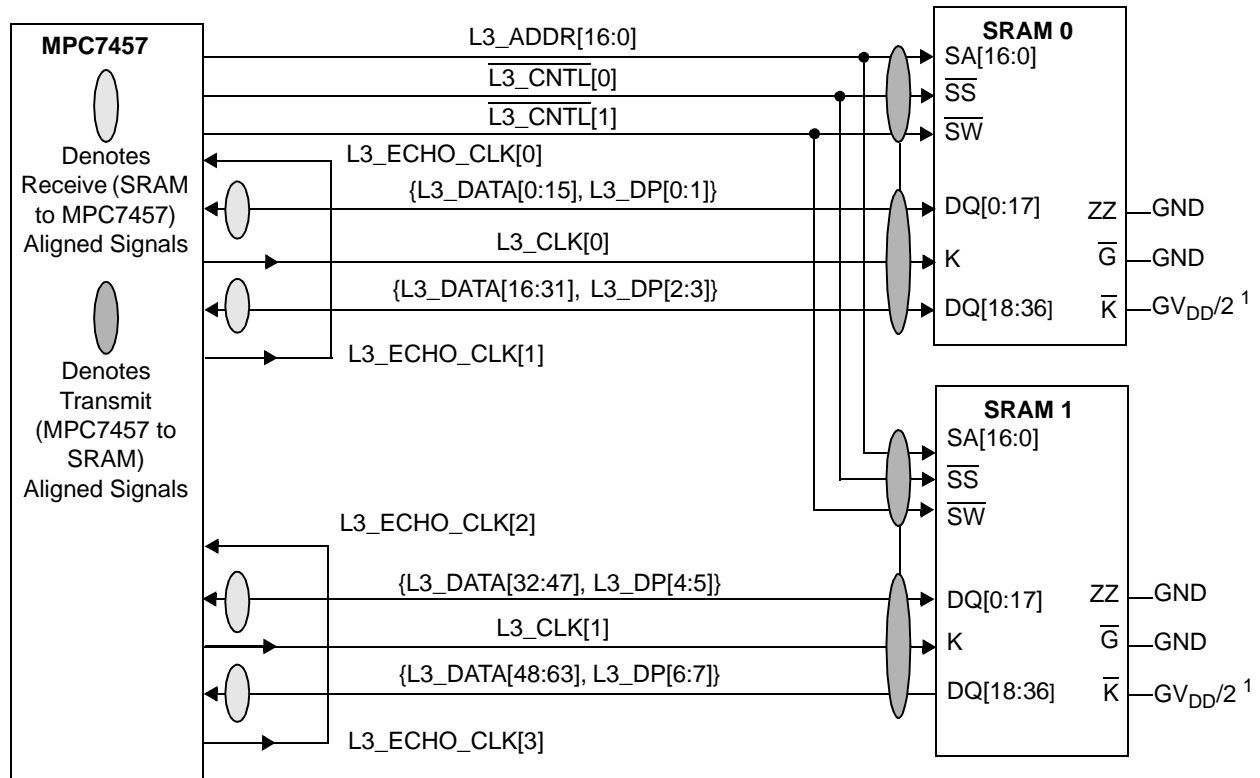 MPC7457
Denotes
Receive (SRAM
to MPC7457)
Aligned Signals
Denotes
Transmit
(MPC7457 to
SRAM)
Aligned Signals
L3_ADDR[16:0]
L3_CNTL[0]
L3_CNTL[1]
L3_ECHO_CLK[0]
{L3_DATA[0:15], L3_DP[0:1]}
L3_CLK[0]
{L3_DATA[16:31], L3_DP[2:3]}
L3_ECHO_CLK[1]
SRAM 0
SA[16:0]
SS
SW
DQ[0:17] ZZ GND
K G GND
DQ[18:36] K GVDD/2 1
L3_ECHO_CLK[2]
{L3_DATA[32:47], L3_DP[4:5]}
L3_CLK[1]
{L3_DATA[48:63], L3_DP[6:7]}
L3_ECHO_CLK[3]
SRAM 1
SA[16:0]
SS
SW
DQ[0:17] ZZ GND
K G GND
DQ[18:36] K GVDD/2 1